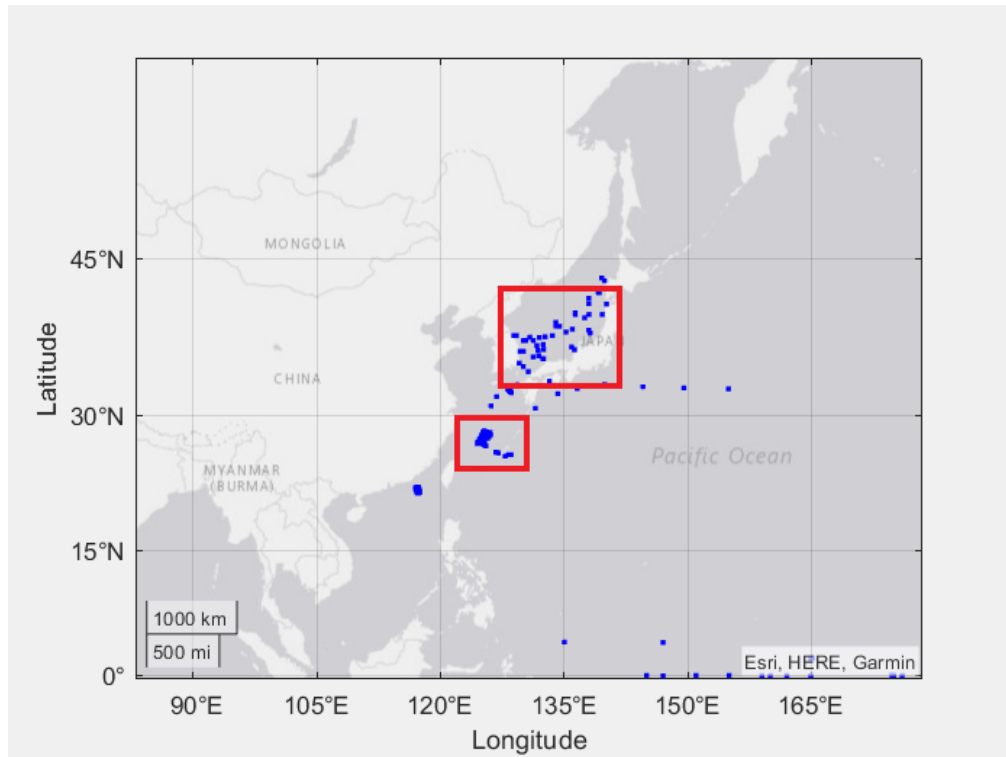 45°N
30°N
15°N
0°
Latitude
MONGOLIA
CHINA
JAPAN
MYANMAR
(BURMA)
Pacific Ocean
1000 km
500 mi
Esri, HERE, Garmin
90°E 105°E 120°E 135°E 150°E 165°E
Longitude